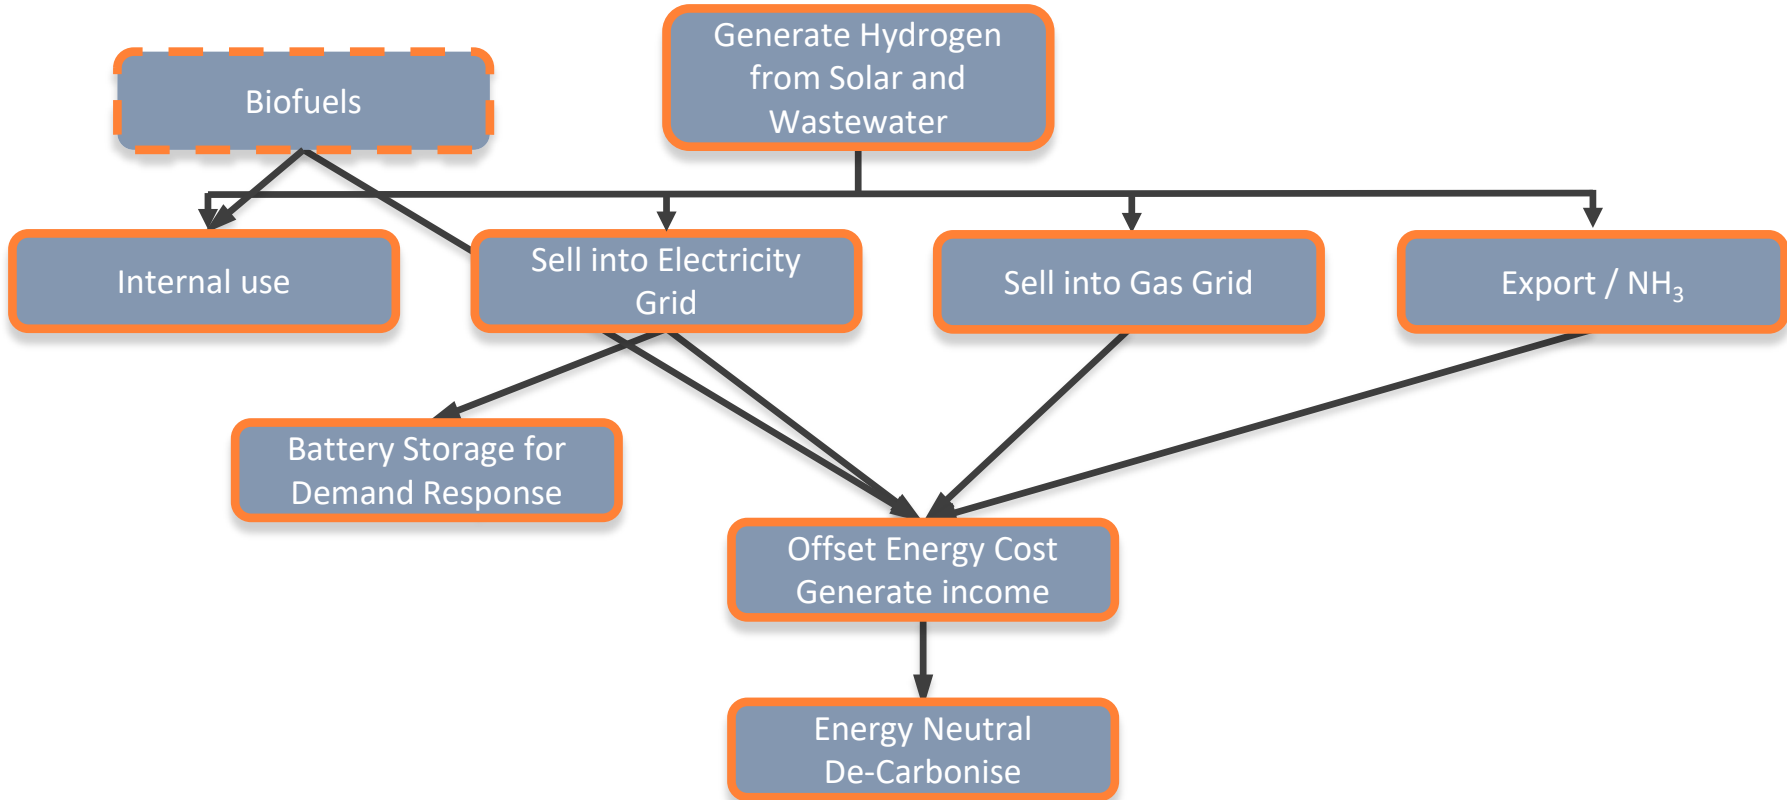 Generate Hydrogen
from Solar and
Wastewater
Biofuels
Internal use
Sell into Electricity
Grid
Sell into Gas Grid
Export / NH₃
Battery Storage for
Demand Response
Offset Energy Cost
Generate income
Energy Neutral
De-Carbonise